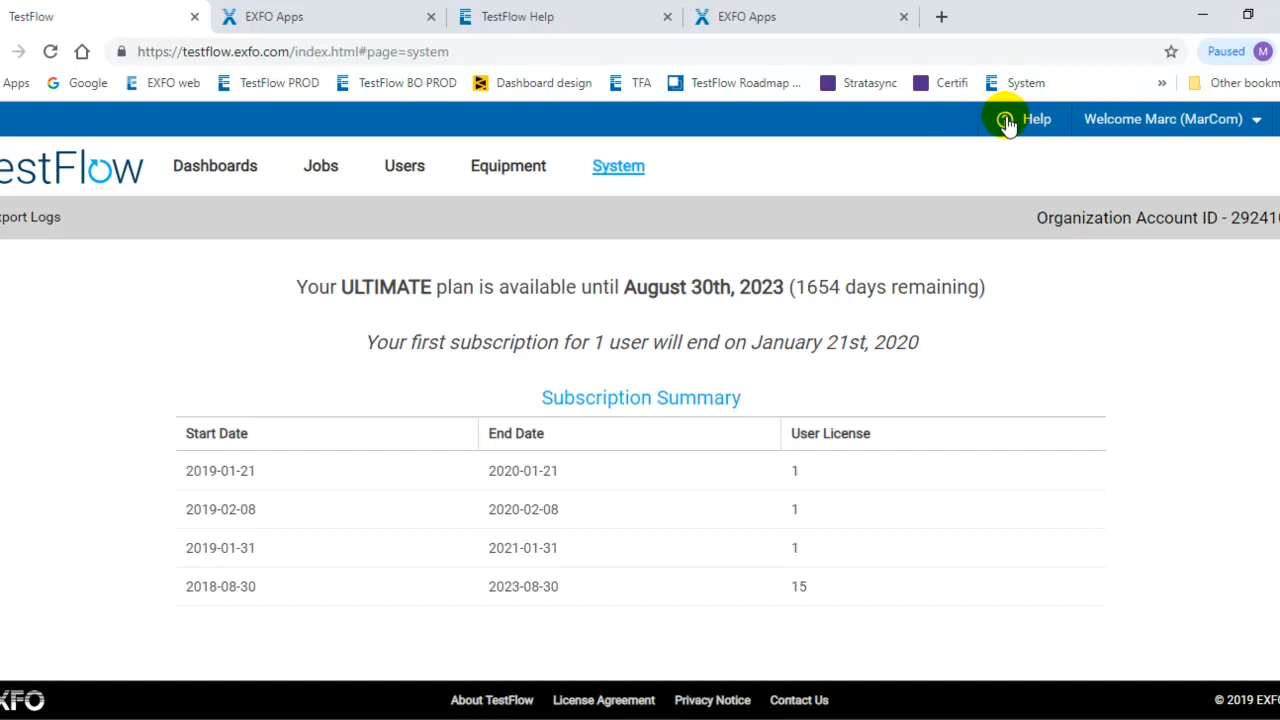 TestFlow EXFO Apps TestFlow Help EXFO Apps
https://testflow.exfo.com/index.html#page=system Paused M
Apps Google EXFO web TestFlow PROD TestFlow BO PROD Dashboard design TFA TestFlow Roadmap ... Stratasync Certifi System » Other bookm
Help Welcome Marc (MarCom)
estFlow Dashboards Jobs Users Equipment System
xport Logs Organization Account ID - 29241
Your ULTIMATE plan is available until August 30th, 2023 (1654 days remaining)
Your first subscription for 1 user will end on January 21st, 2020
Subscription Summary
Start Date End Date User License
2019-01-21 2020-01-21 1
2019-02-08 2020-02-08 1
2019-01-31 2021-01-31 1
2018-08-30 2023-08-30 15
EXFO About TestFlow License Agreement Privacy Notice Contact Us © 2019 EXF